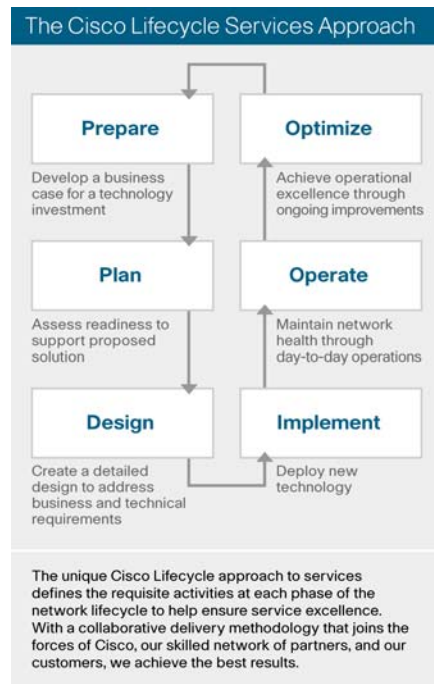 The Cisco Lifecycle Services Approach
Prepare
Develop a business
case for a technology
investment
Plan
Assess readiness to
support proposed
solution
Design
Create a detailed
design to address
business and technical
requirements
Implement
Deploy new
technology
Operate
Maintain network
health through
day-to-day operations
Optimize
Achieve operational
excellence through
ongoing improvements
The unique Cisco Lifecycle approach to services
defines the requisite activities at each phase of the
network lifecycle to help ensure service excellence.
With a collaborative delivery methodology that joins the
forces of Cisco, our skilled network of partners, and our
customers, we achieve the best results.